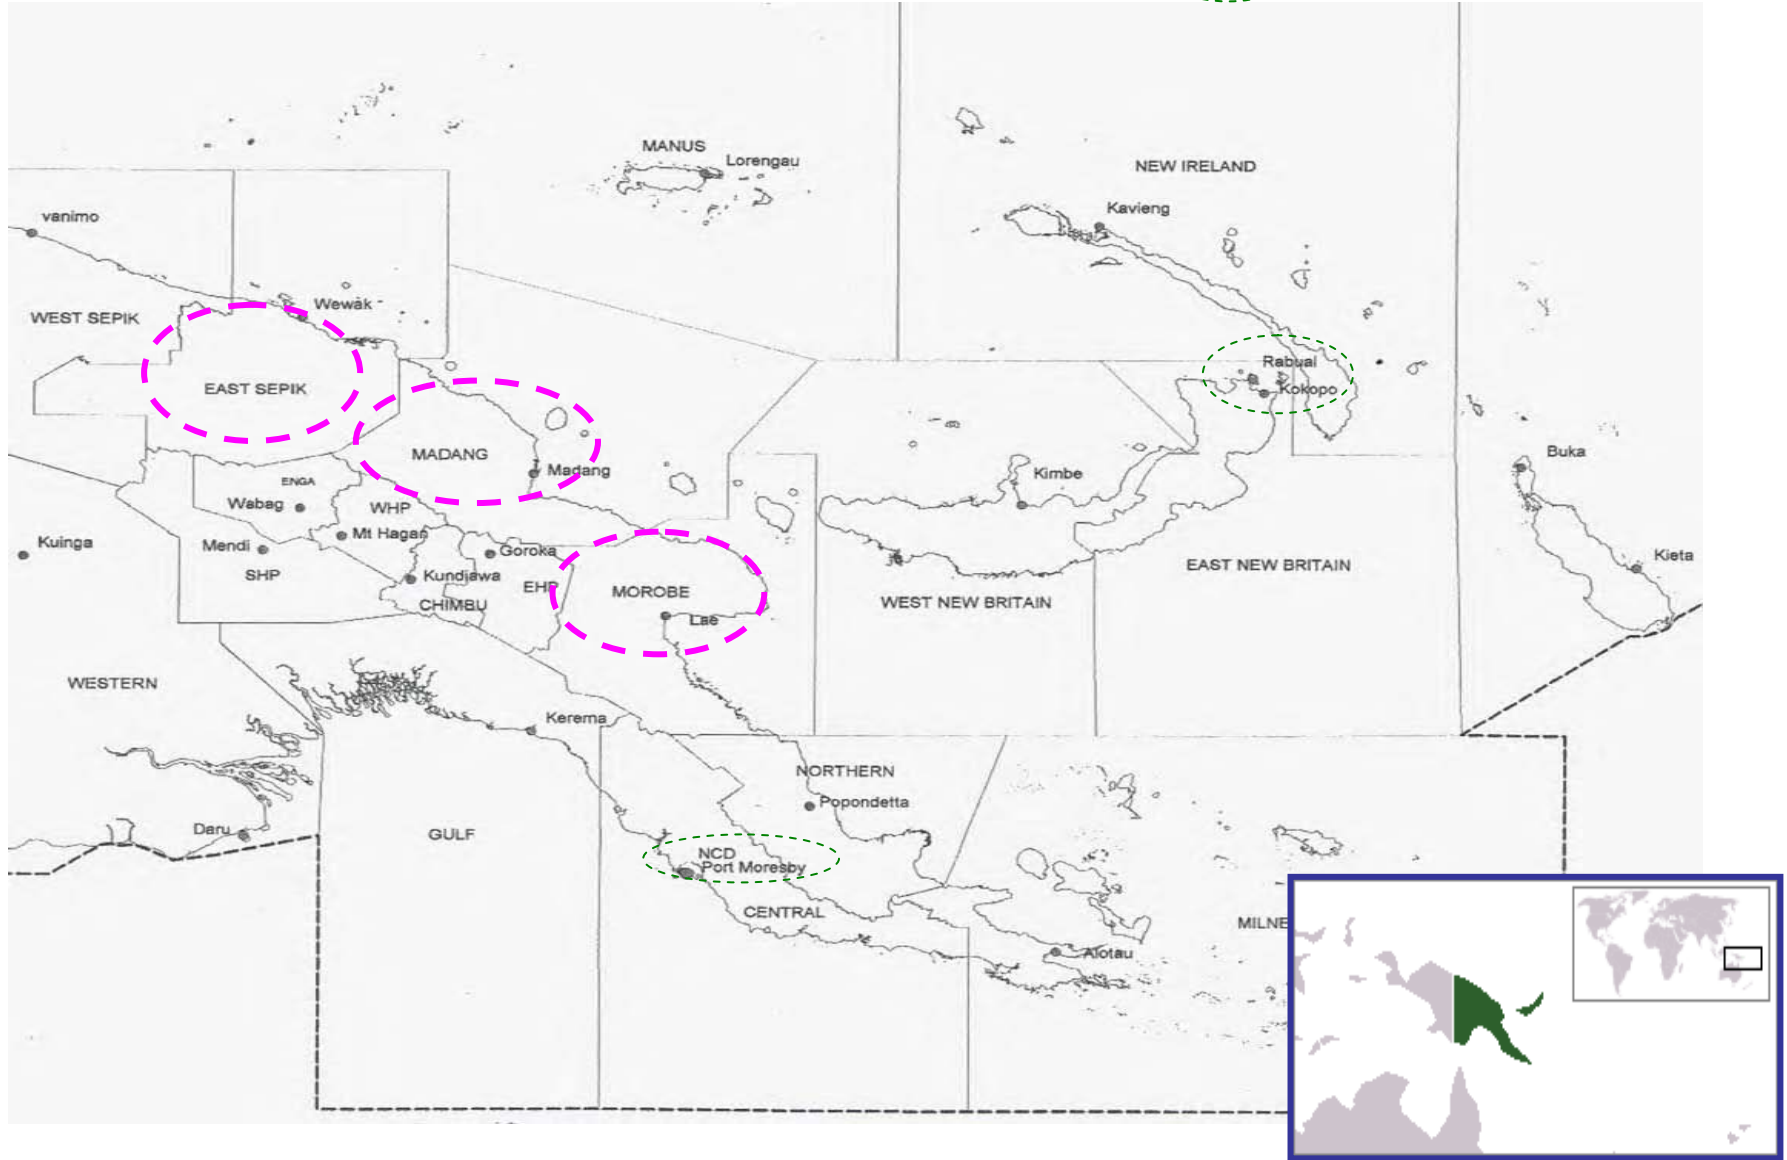 MANUS
Lorengau
NEW IRELAND
Kavieng
vanimo
Wewak
WEST SEPIK
EAST SEPIK
Rabual
Kokopo
MADANG
Madang
Buka
ENGA
Wabag
WHP
Kimbe
Mt Hagan
Kuinga
Mendi
Goroka
Kieta
SHP
Kundiawa
EHP
MOROBE
EAST NEW BRITAIN
CHIMBU
WEST NEW BRITAIN
Lae
WESTERN
Kerema
NORTHERN
Popondetta
Daru
GULF
NCD
Port Moresby
CENTRAL
MILNE
Alotau